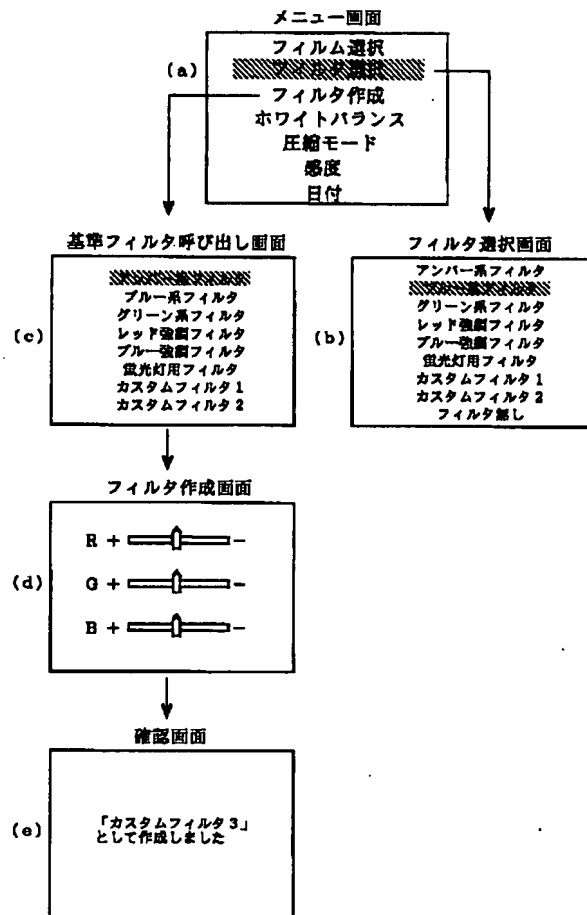 メニュー画面
(a)
フィルム選択
フィルタ選択
フィルタ作成
ホワイトバランス
圧縮モード
感度
日付
基準フィルタ呼び出し画面
(c)
ブルー系フィルタ
グリーン系フィルタ
レッド強調フィルタ
ブルー強調フィルタ
蛍光灯用フィルタ
カスタムフィルタ1
カスタムフィルタ2
フィルタ選択画面
(b)
アンバー系フィルタ
グリーン系フィルタ
レッド強調フィルタ
ブルー強調フィルタ
蛍光灯用フィルタ
カスタムフィルタ1
カスタムフィルタ2
フィルタ無し
フィルタ作成画面
(d)
R + -
G + -
B + -
確認画面
(e)
「カスタムフィルタ3」
として作成しました